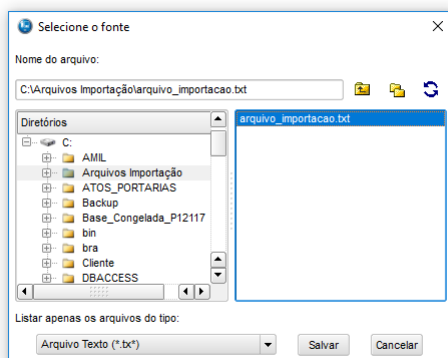 Selecione o fonte
Nome do arquivo:
C:\Arquivos Importação\arquivo_importacao.txt
Diretórios
C:
AMIL
Arquivos Importação
ATOS_PORTARIAS
Backup
Base_Congelada_P12117
bin
bra
Cliente
DBACCESS
arquivo_importacao.txt
Listar apenas os arquivos do tipo:
Arquivo Texto (*.tx*)
Salvar
Cancelar